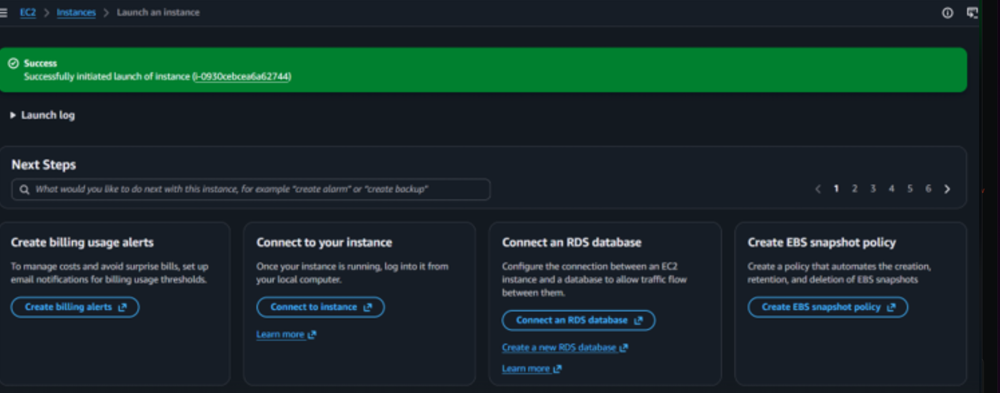 EC2 > Instances > Launch an instance
Success
Successfully initiated launch of instance (i-0930cebcea6a62744)
Launch log
Next Steps
What would you like to do next with this instance, for example "create alarm" or "create backup"
1 2 3 4 5 6
Create billing usage alerts
To manage costs and avoid surprise bills, set up
email notifications for billing usage thresholds.
Create billing alerts
Connect to your instance
Once your instance is running, log into it from
your local computer.
Connect to instance
Learn more
Connect an RDS database
Configure the connection between an EC2
instance and a database to allow traffic flow
between them.
Connect an RDS database
Create a new RDS database
Learn more
Create EBS snapshot policy
Create a policy that automates the creation,
retention, and deletion of EBS snapshots
Create EBS snapshot policy